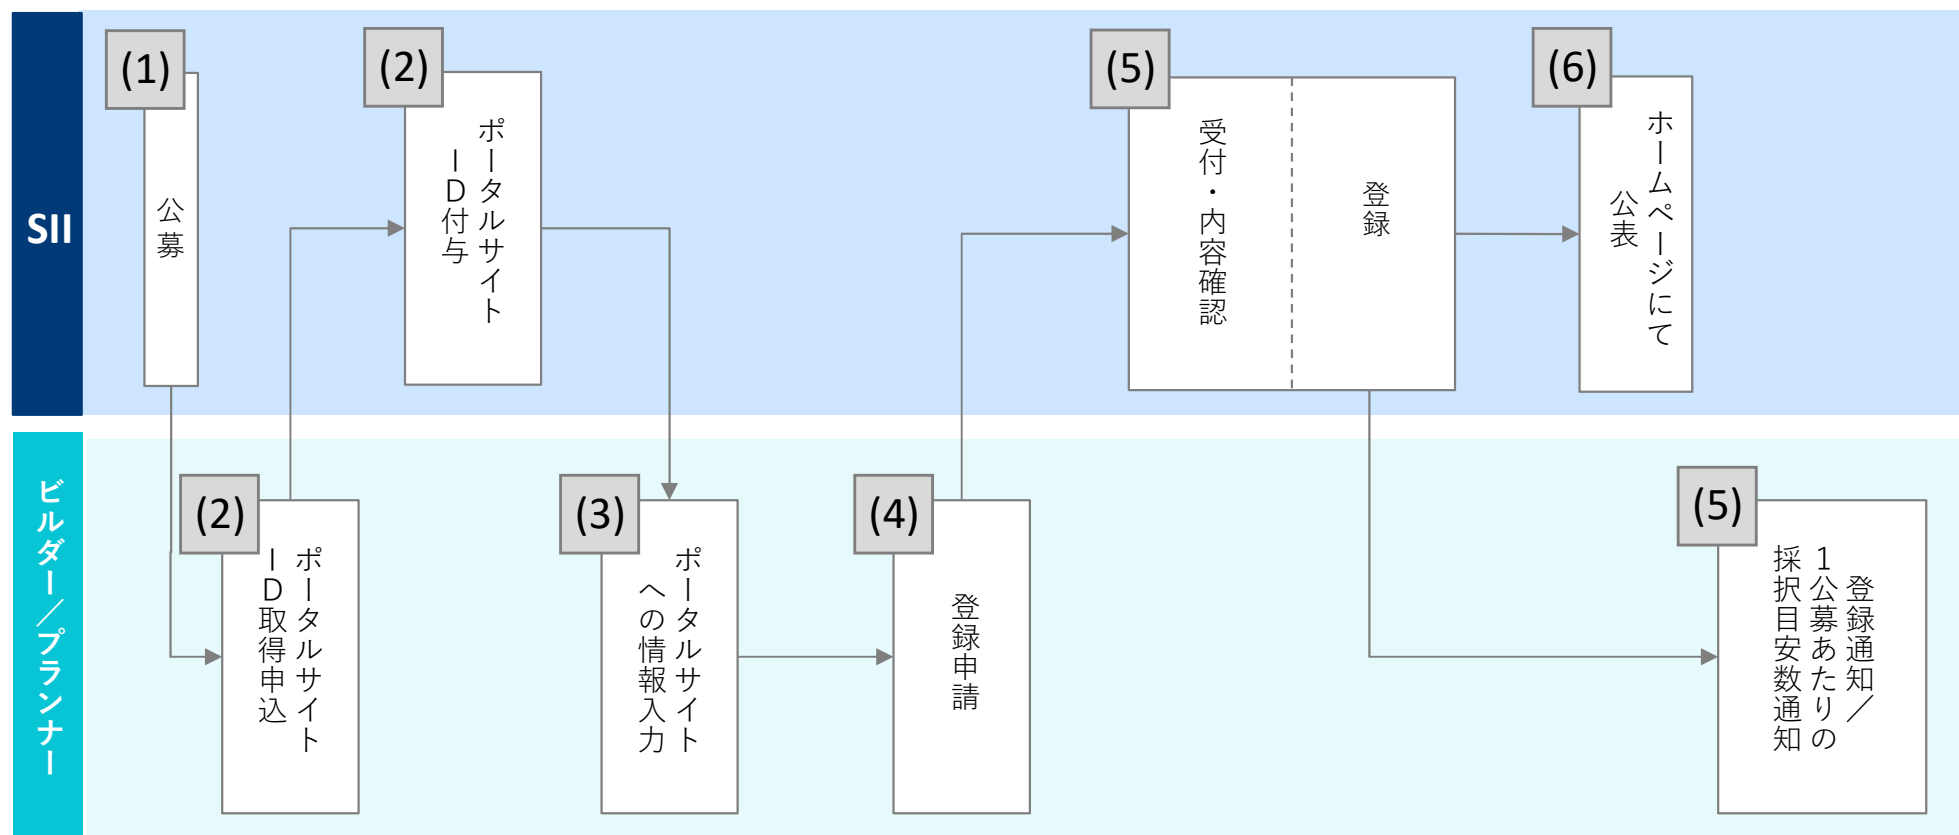 SII
(1)
公募
(2)
ポータルサイト
ＩＤ付与
(5)
受付・内容確認
登録
(6)
ホームページにて
公表
ビルダー／プランナー
(2)
ポータルサイト
ＩＤ取得申込
(3)
ポータルサイト
への情報入力
(4)
登録申請
(5)
登録通知／
１公募あたりの
採択目安数通知